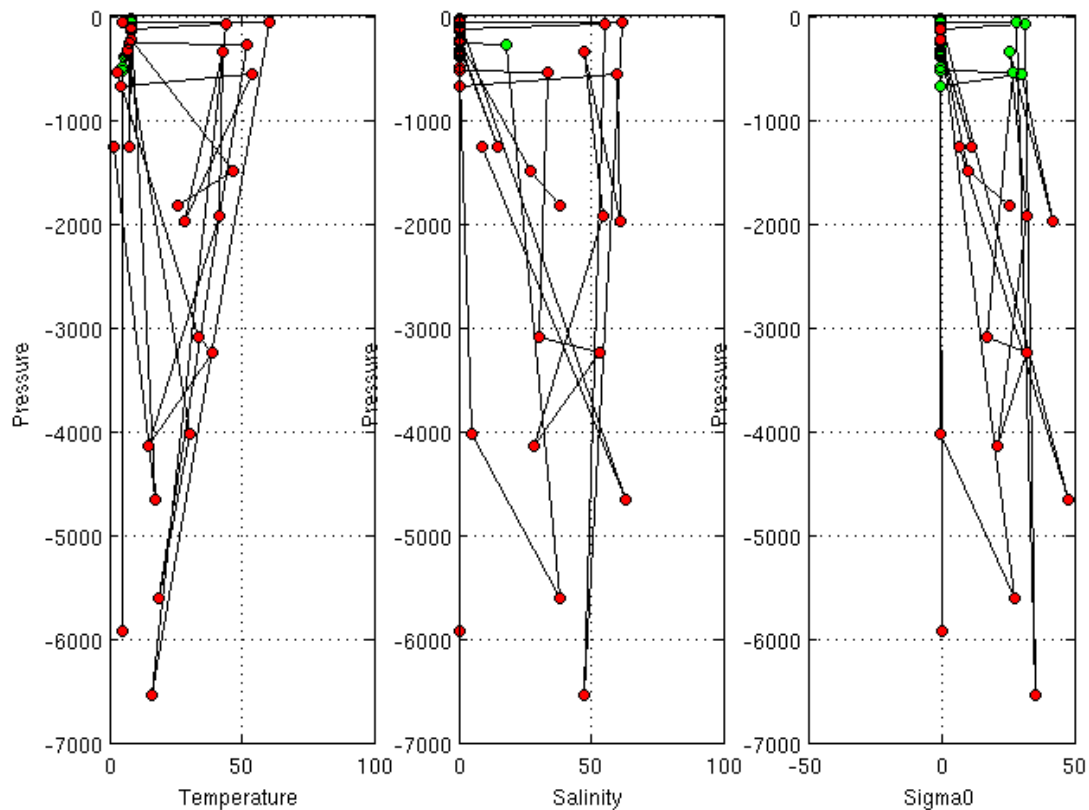 0 0 0
-1000 -1000 -1000
-2000 -2000 -2000
-3000 -3000 -3000
Pressure Pressure Pressure
-4000 -4000 -4000
-5000 -5000 -5000
-6000 -6000 -6000
-7000 -7000 -7000
0 50 100 0 50 100 -50 0 50
Temperature Salinity Sigma0